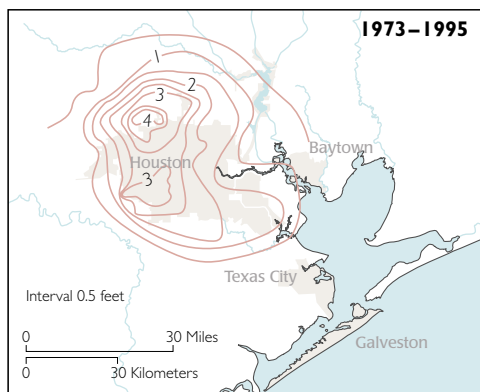 1973–1995
1
2
3
4
Houston
3
Baytown
Texas City
Galveston
Interval 0.5 feet
0 30 Miles
0 30 Kilometers